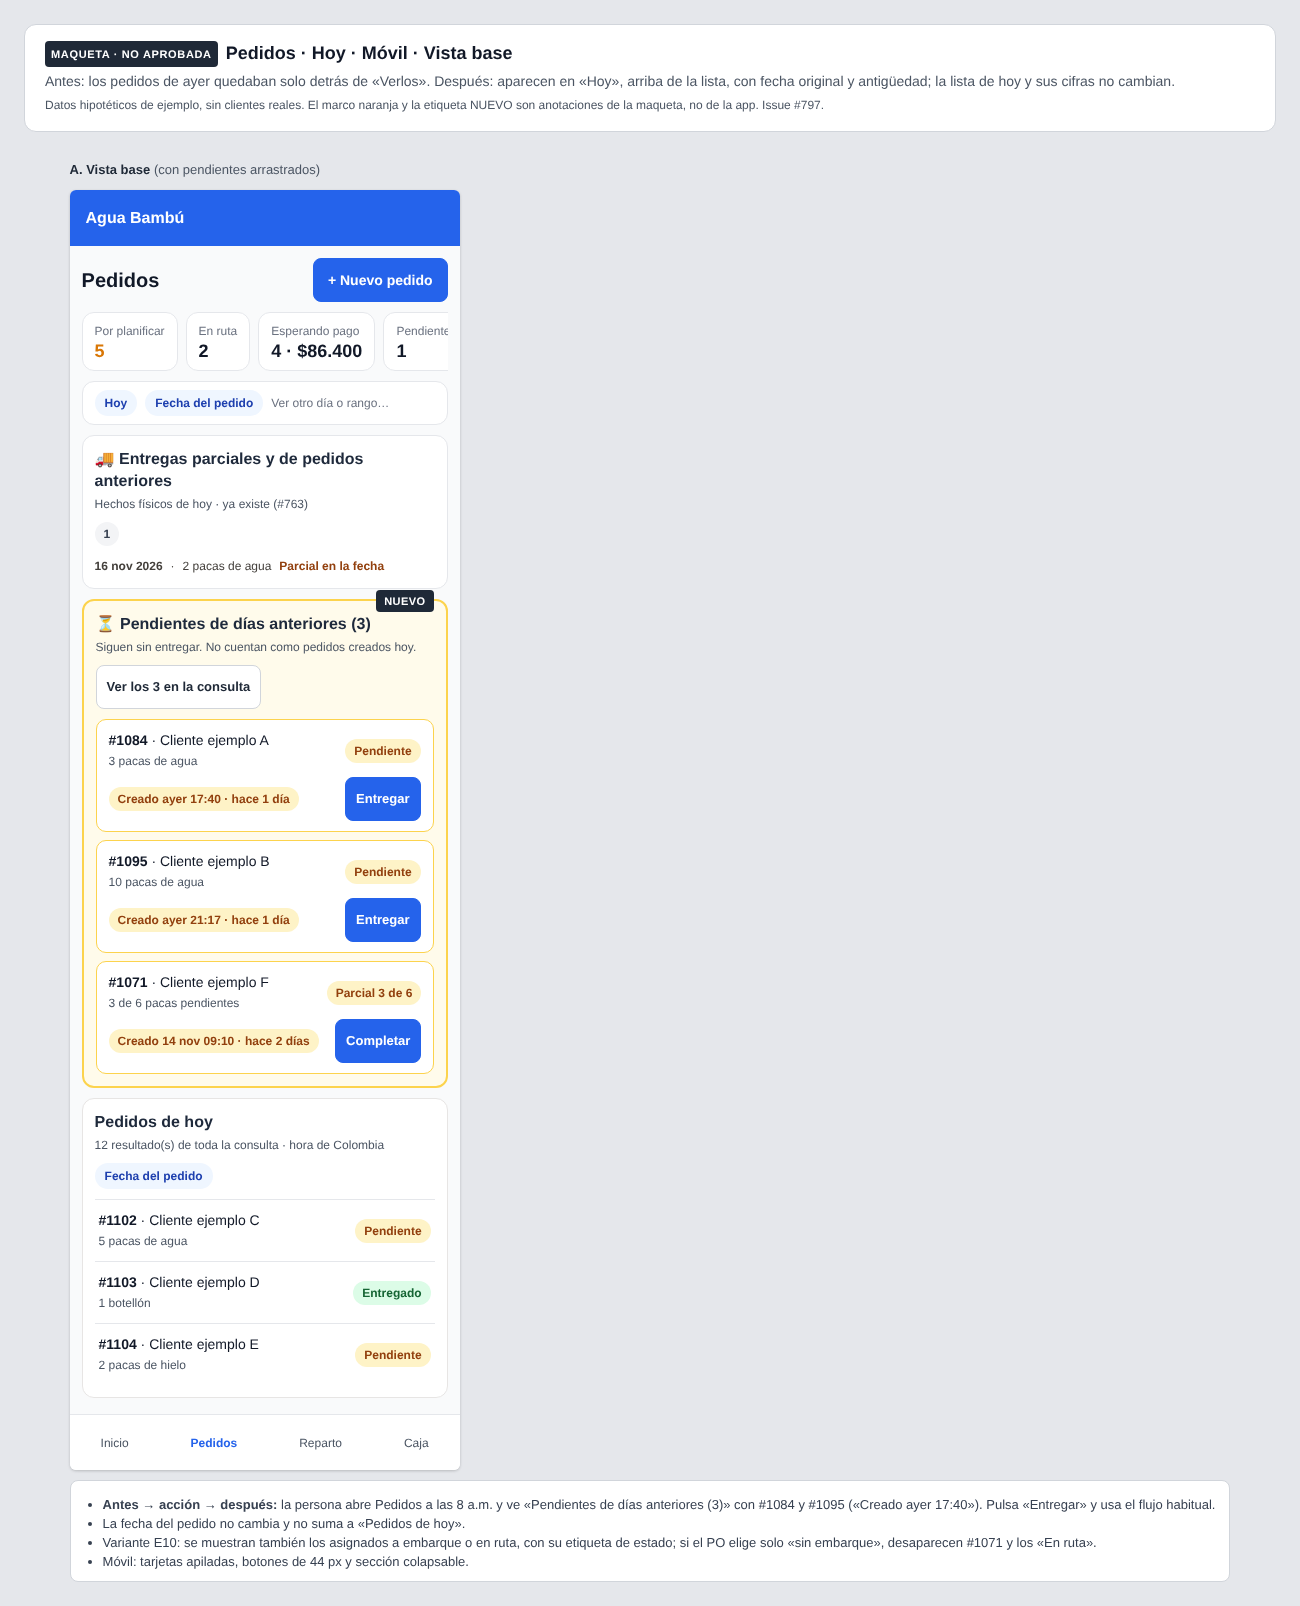 MAQUETA · NO APROBADA Pedidos · Hoy · Móvil · Vista base
Antes: los pedidos de ayer quedaban solo detrás de «Verlos». Después: aparecen en «Hoy», arriba de la lista, con fecha original y antigüedad; la lista de hoy y sus cifras no cambian.
Datos hipotéticos de ejemplo, sin clientes reales. El marco naranja y la etiqueta NUEVO son anotaciones de la maqueta, no de la app. Issue #797.
A. Vista base (con pendientes arrastrados)
Agua Bambú
Pedidos
+ Nuevo pedido
Por planificar
5
En ruta
2
Esperando pago
4 · $86.400
Pendiente
1
Hoy Fecha del pedido Ver otro día o rango…
🚚 Entregas parciales y de pedidos
anteriores
Hechos físicos de hoy · ya existe (#763)
1
16 nov 2026 · 2 pacas de agua Parcial en la fecha
NUEVO
⏳ Pendientes de días anteriores (3)
Siguen sin entregar. No cuentan como pedidos creados hoy.
Ver los 3 en la consulta
#1084 · Cliente ejemplo A
3 pacas de agua
Pendiente
Creado ayer 17:40 · hace 1 día
Entregar
#1095 · Cliente ejemplo B
10 pacas de agua
Pendiente
Creado ayer 21:17 · hace 1 día
Entregar
#1071 · Cliente ejemplo F
3 de 6 pacas pendientes
Parcial 3 de 6
Creado 14 nov 09:10 · hace 2 días
Completar
Pedidos de hoy
12 resultado(s) de toda la consulta · hora de Colombia
Fecha del pedido
#1102 · Cliente ejemplo C
5 pacas de agua
Pendiente
#1103 · Cliente ejemplo D
1 botellón
Entregado
#1104 · Cliente ejemplo E
2 pacas de hielo
Pendiente
Inicio Pedidos Reparto Caja
• Antes → acción → después: la persona abre Pedidos a las 8 a.m. y ve «Pendientes de días anteriores (3)» con #1084 y #1095 («Creado ayer 17:40»). Pulsa «Entregar» y usa el flujo habitual.
• La fecha del pedido no cambia y no suma a «Pedidos de hoy».
• Variante E10: se muestran también los asignados a embarque o en ruta, con su etiqueta de estado; si el PO elige solo «sin embarque», desaparecen #1071 y los «En ruta».
• Móvil: tarjetas apiladas, botones de 44 px y sección colapsable.